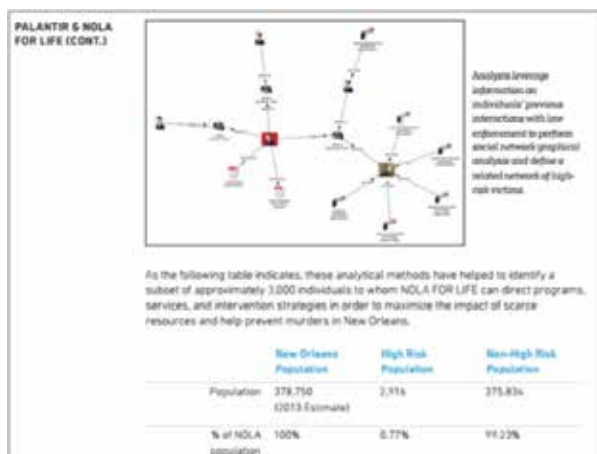 PALANTIR & NOLA
FOR LIFE (CONT.)
Analysts leverage
information on
individuals' previous
interactions with law
enforcement to perform
social network graphical
analysis and define a
related network of high-
risk victims.
As the following table indicates, these analytical methods have helped to identify a
subset of approximately 3,000 individuals to whom NOLA FOR LIFE can direct programs,
services, and intervention strategies in order to maximize the impact of scarce
resources and help prevent murders in New Orleans.
New Orleans Population High Risk Population Non-High Risk Population
Population 378,750 (2013 Estimate) 2,916 375,834
% of NOLA population 100% 0.77% 99.23%